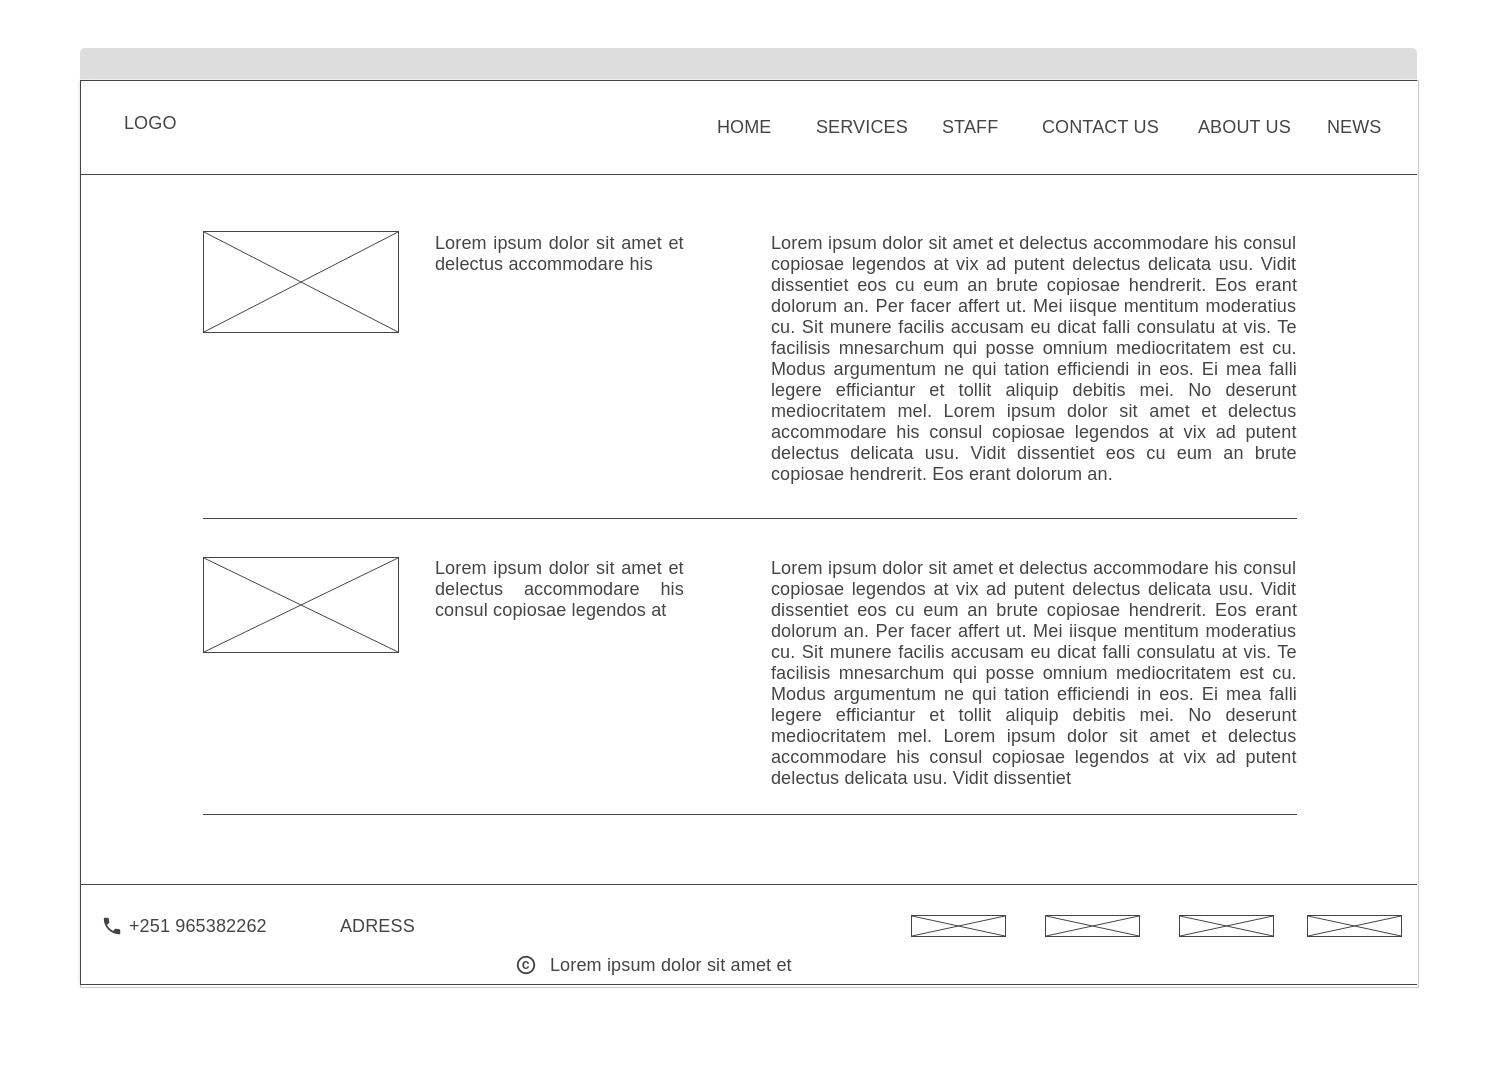 LOGO
HOME SERVICES STAFF CONTACT US ABOUT US NEWS
Lorem ipsum dolor sit amet et
delectus accommodare his
Lorem ipsum dolor sit amet et delectus accommodare his consul
copiosae legendos at vix ad putent delectus delicata usu. Vidit
dissentiet eos cu eum an brute copiosae hendrerit. Eos erant
dolorum an. Per facer affert ut. Mei iisque mentitum moderatius
cu. Sit munere facilis accusam eu dicat falli consulatu at vis. Te
facilisis mnesarchum qui posse omnium mediocritatem est cu.
Modus argumentum ne qui tation efficiendi in eos. Ei mea falli
legere efficiantur et tollit aliquip debitis mei. No deserunt
mediocritatem mel. Lorem ipsum dolor sit amet et delectus
accommodare his consul copiosae legendos at vix ad putent
delectus delicata usu. Vidit dissentiet eos cu eum an brute
copiosae hendrerit. Eos erant dolorum an.
Lorem ipsum dolor sit amet et
delectus accommodare his
consul copiosae legendos at
Lorem ipsum dolor sit amet et delectus accommodare his consul
copiosae legendos at vix ad putent delectus delicata usu. Vidit
dissentiet eos cu eum an brute copiosae hendrerit. Eos erant
dolorum an. Per facer affert ut. Mei iisque mentitum moderatius
cu. Sit munere facilis accusam eu dicat falli consulatu at vis. Te
facilisis mnesarchum qui posse omnium mediocritatem est cu.
Modus argumentum ne qui tation efficiendi in eos. Ei mea falli
legere efficiantur et tollit aliquip debitis mei. No deserunt
mediocritatem mel. Lorem ipsum dolor sit amet et delectus
accommodare his consul copiosae legendos at vix ad putent
delectus delicata usu. Vidit dissentiet
+251 965382262 ADRESS
© Lorem ipsum dolor sit amet et